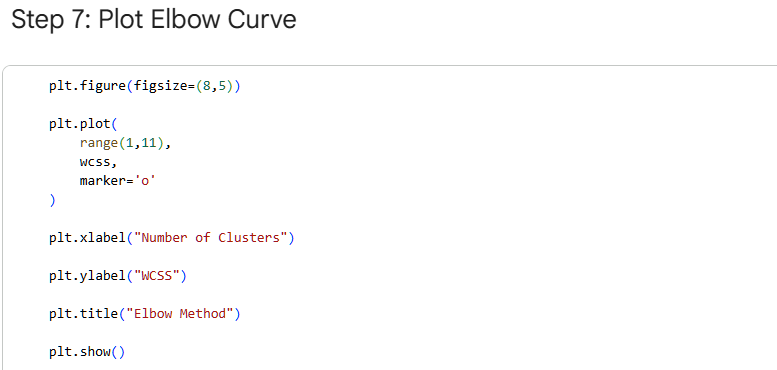 Step 7: Plot Elbow Curve
plt.figure(figsize=(8,5))
plt.plot(
    range(1,11),
    wcss,
    marker='o'
)
plt.xlabel("Number of Clusters")
plt.ylabel("WCSS")
plt.title("Elbow Method")
plt.show()